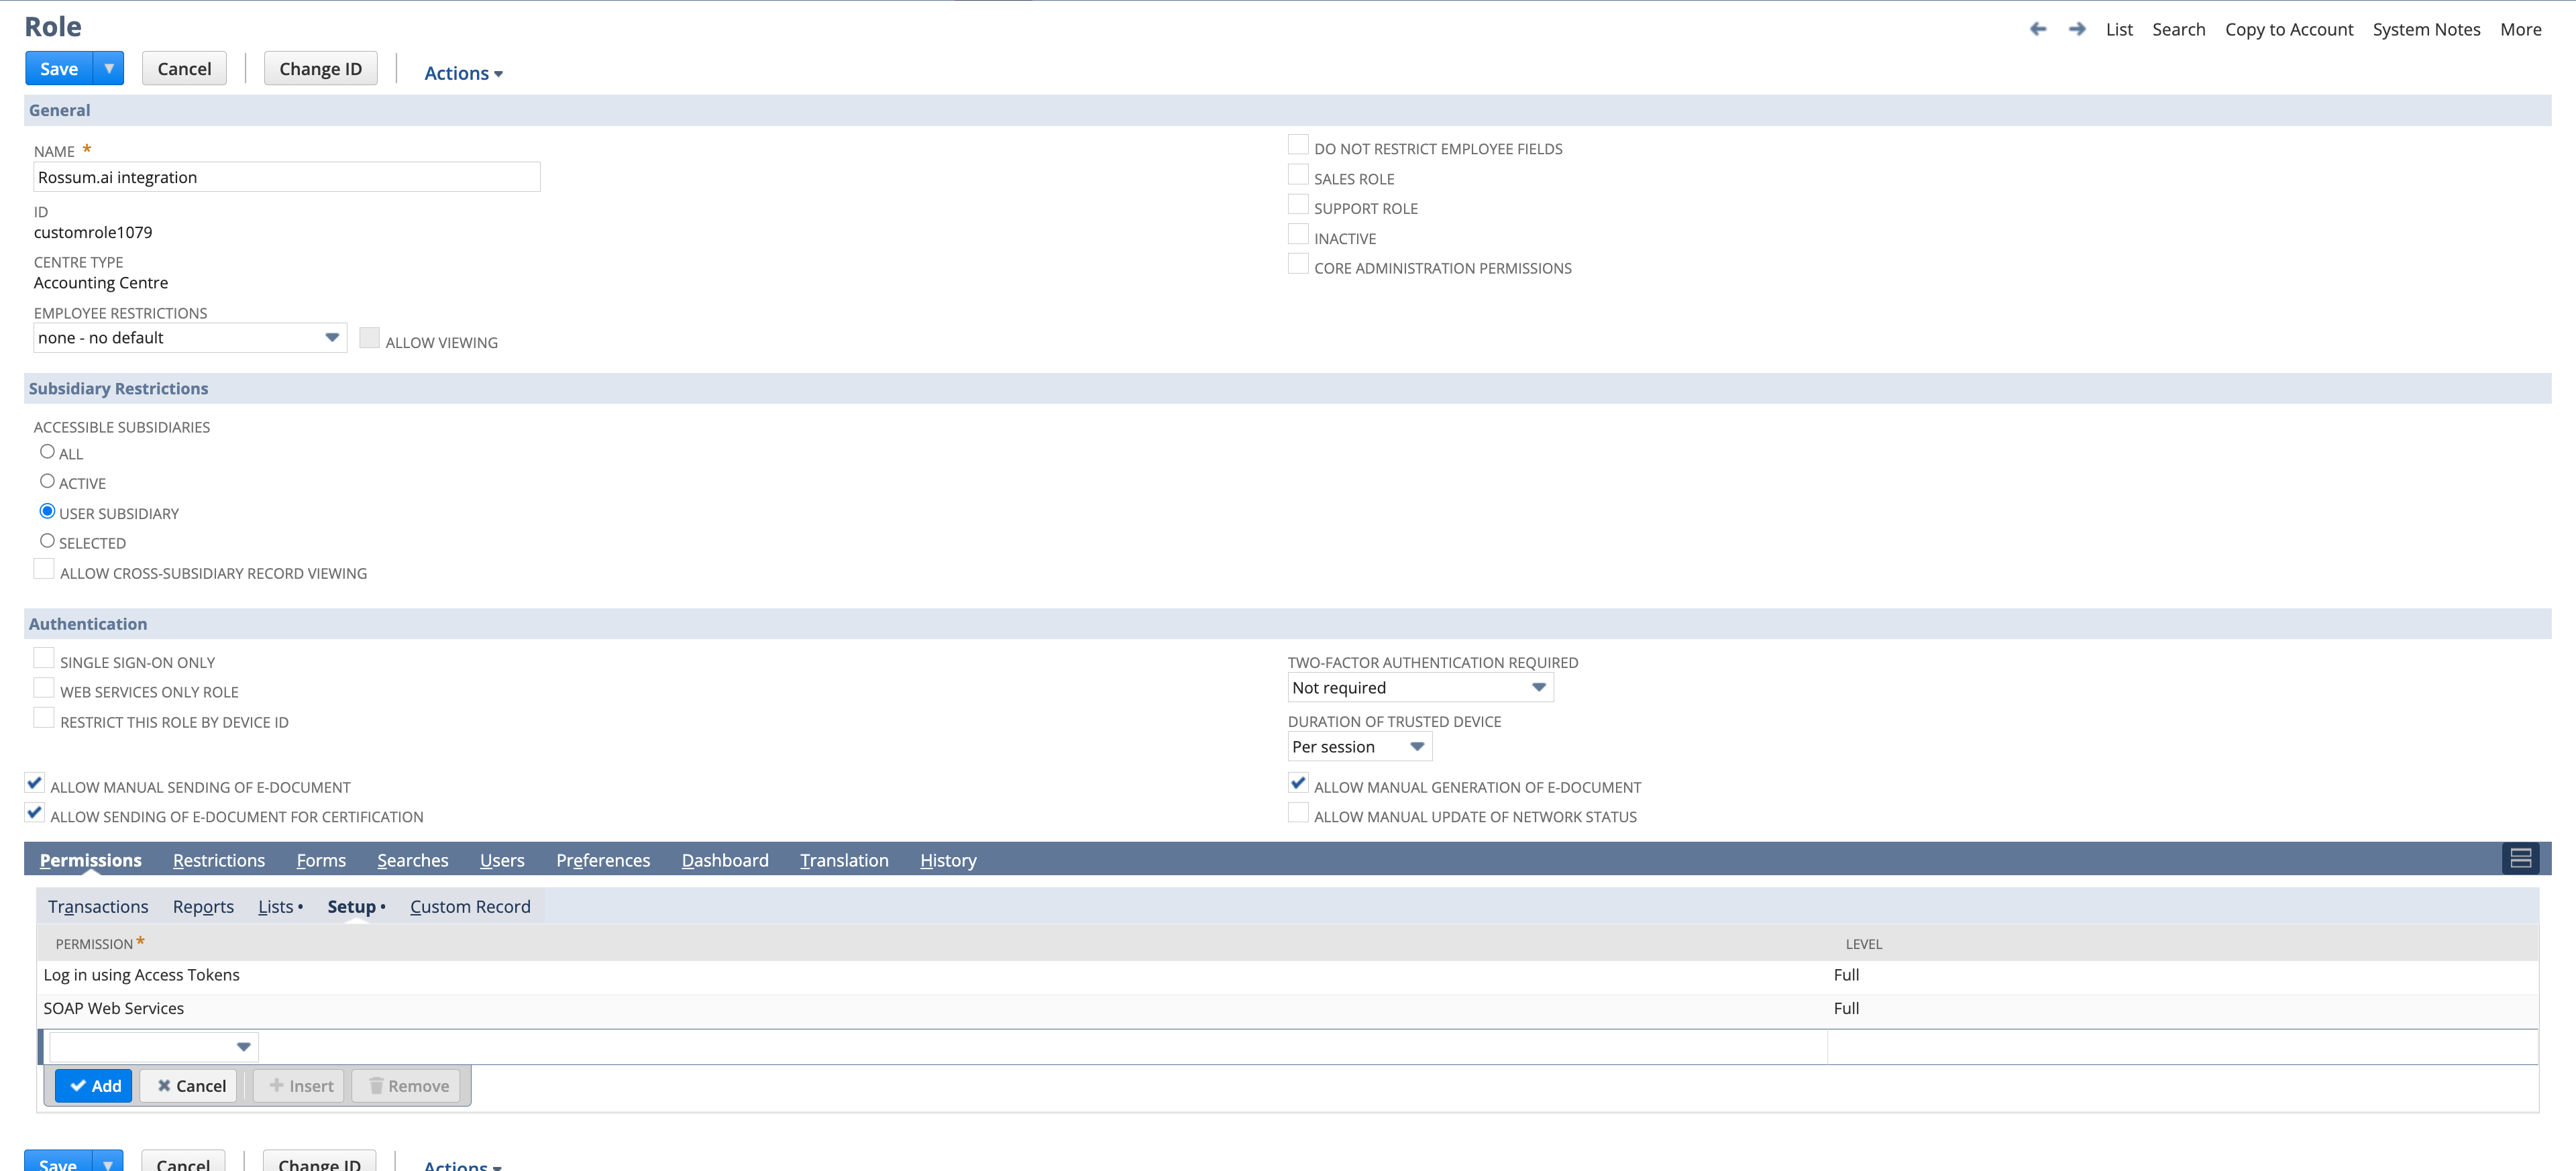 Role
List Search Copy to Account System Notes More
Save Cancel Change ID Actions
General
NAME *
Rossum.ai integration
ID
customrole1079
CENTRE TYPE
Accounting Centre
EMPLOYEE RESTRICTIONS
none - no default ALLOW VIEWING
DO NOT RESTRICT EMPLOYEE FIELDS
SALES ROLE
SUPPORT ROLE
INACTIVE
CORE ADMINISTRATION PERMISSIONS
Subsidiary Restrictions
ACCESSIBLE SUBSIDIARIES
ALL
ACTIVE
USER SUBSIDIARY
SELECTED
ALLOW CROSS-SUBSIDIARY RECORD VIEWING
Authentication
SINGLE SIGN-ON ONLY
WEB SERVICES ONLY ROLE
RESTRICT THIS ROLE BY DEVICE ID
TWO-FACTOR AUTHENTICATION REQUIRED
Not required
DURATION OF TRUSTED DEVICE
Per session
ALLOW MANUAL SENDING OF E-DOCUMENT
ALLOW SENDING OF E-DOCUMENT FOR CERTIFICATION
ALLOW MANUAL GENERATION OF E-DOCUMENT
ALLOW MANUAL UPDATE OF NETWORK STATUS
Permissions Restrictions Forms Searches Users Preferences Dashboard Translation History
Transactions Reports Lists • Setup • Custom Record
PERMISSION * LEVEL
Log in using Access Tokens Full
SOAP Web Services Full
Add Cancel Insert Remove
Save Cancel Change ID Actions